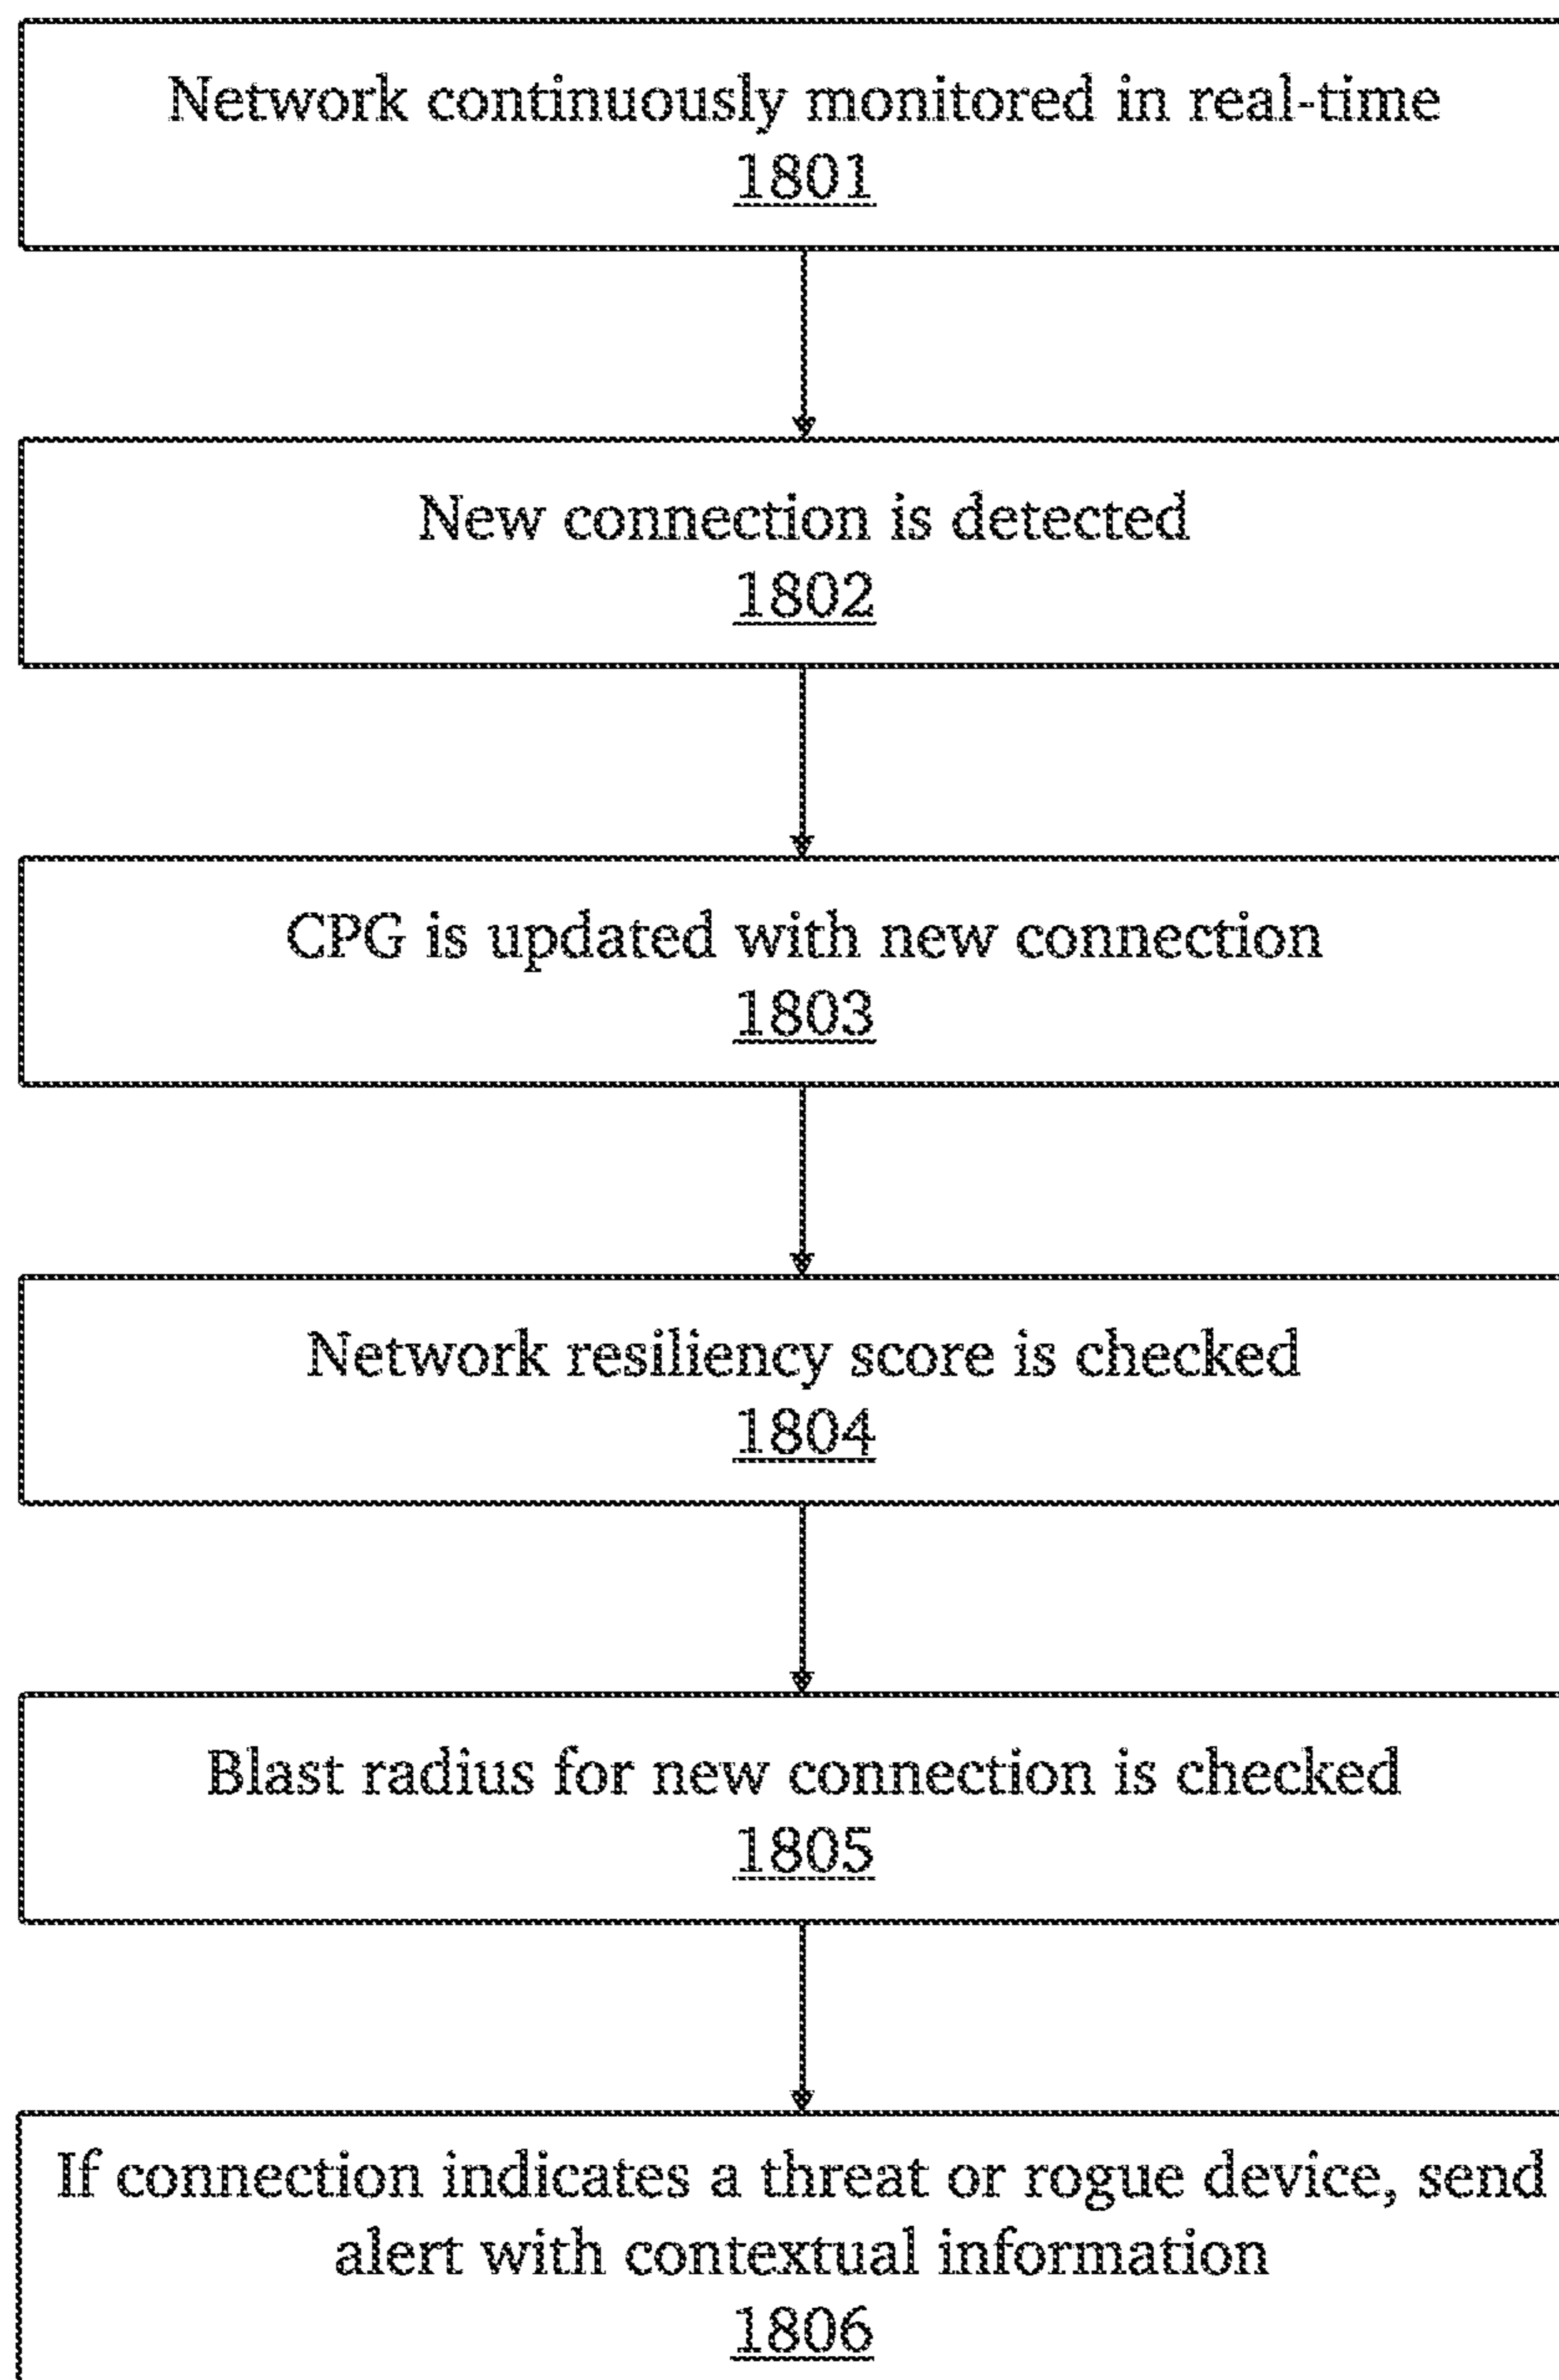 Network continuously monitored in real-time
1801
New connection is detected
1802
CPG is updated with new connection
1803
Network resiliency score is checked
1804
Blast radius for new connection is checked
1805
If connection indicates a threat or rogue device, send
alert with contextual information
1806